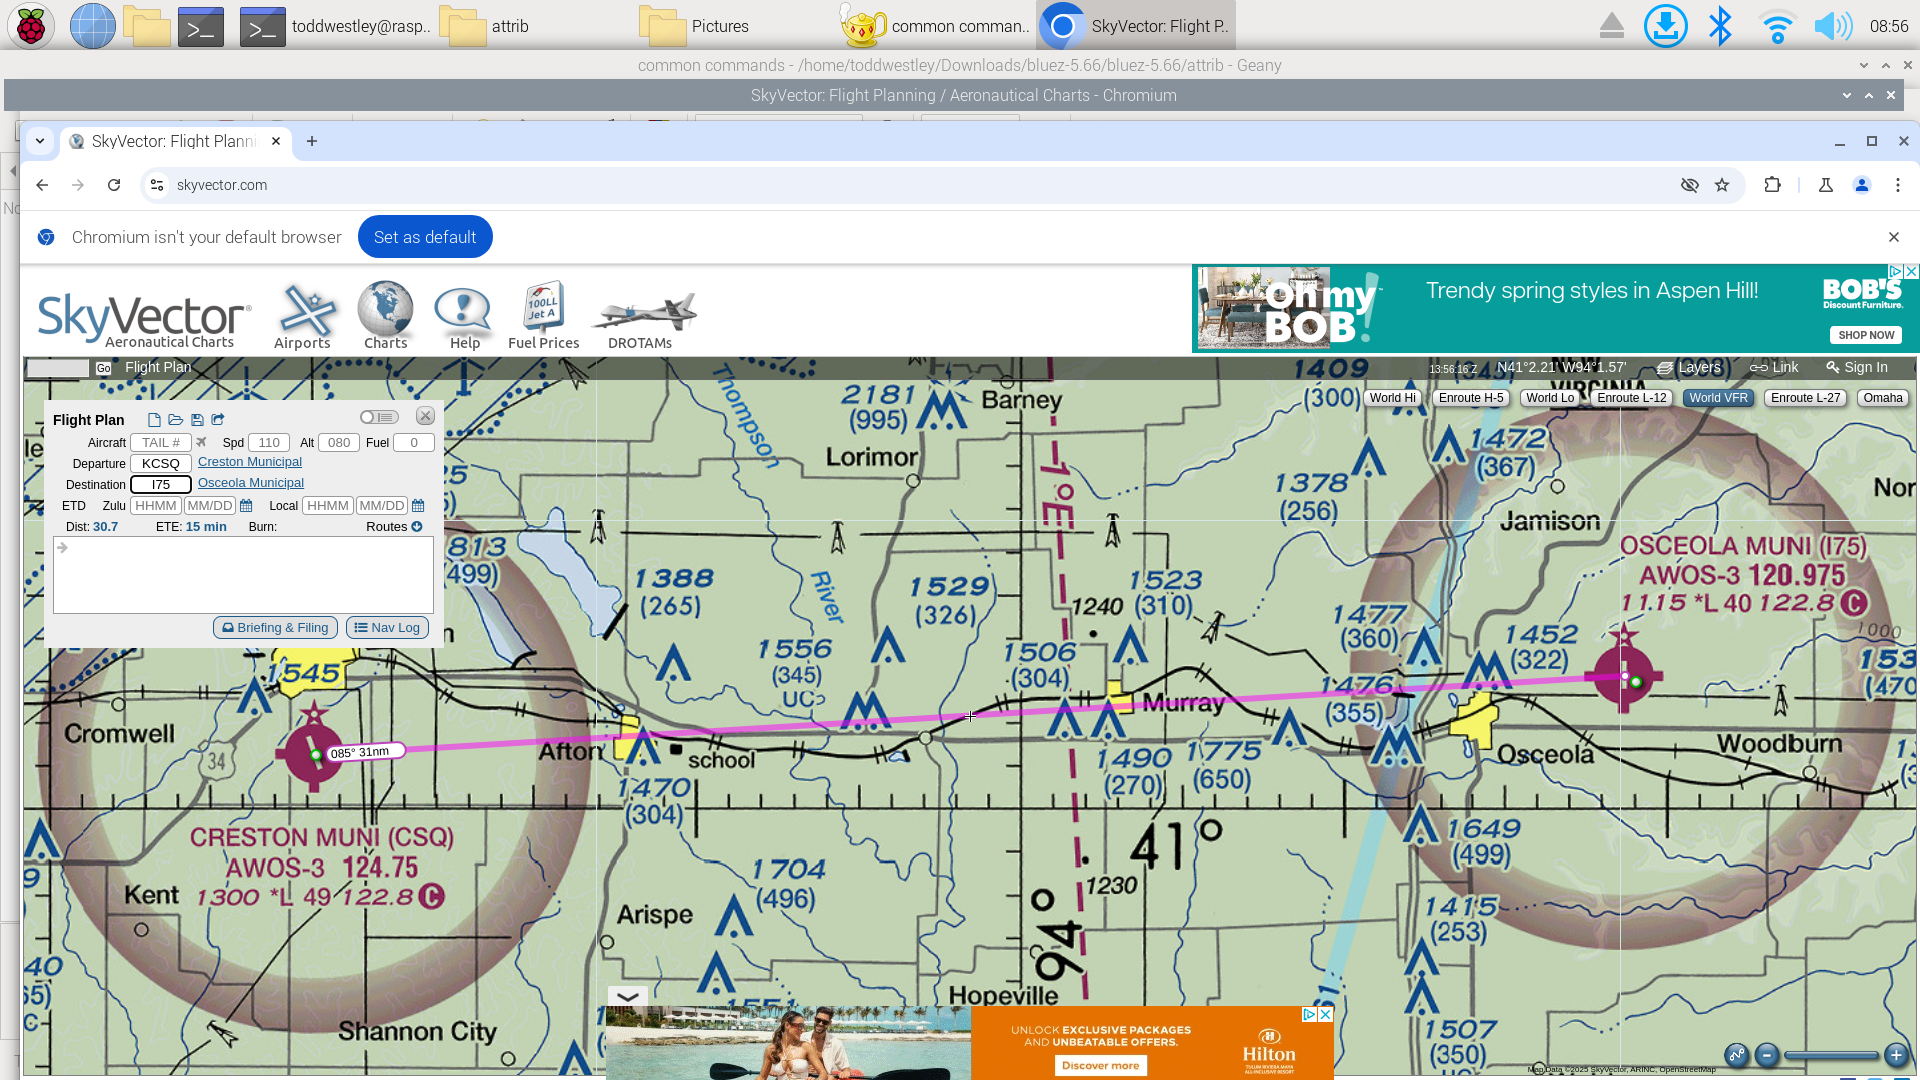 toddwestley@rasp..
attrib
Pictures
common comman..
SkyVector: Flight P..
08:56
common commands - /home/toddwestley/Downloads/bluez-5.66/bluez-5.66/attrib - Geany
SkyVector: Flight Planning / Aeronautical Charts - Chromium
SkyVector: Flight Planni
skyvector.com
Chromium isn't your default browser
Set as default
SkyVector
Aeronautical Charts
Airports
Charts
Help
100LL
Jet A
Fuel Prices
DROTAMs
Oh my
BOB!
Trendy spring styles in Aspen Hill!
BOB'S
Discount Furniture.
SHOP NOW
Go
Flight Plan
13:56:16 Z
N41°2.21' W94°1.57'
Layers
Link
Sign In
World Hi
Enroute H-5
World Lo
Enroute L-12
World VFR
Enroute L-27
Omaha
Flight Plan
Aircraft TAIL # Spd 110 Alt 080 Fuel 0
Departure KCSQ Creston Municipal
Destination I75 Osceola Municipal
ETD Zulu HHMM MM/DD Local HHMM MM/DD
Dist: 30.7 ETE: 15 min Burn: Routes
Briefing & Filing
Nav Log
Thompson
River
2181
(995)
Barney
1409
(300)
VIRGINIA
(308)
Lorimor
1°E
1378
(256)
1472
(367)
Nor
Jamison
OSCEOLA MUNI (I75)
AWOS-3 120.975
1115 *L 40 122.8 C
1000
813
(499)
1388
(265)
1529
(326)
1523
(310)
1240
1477
(360)
1452
(322)
153
(470
1545
1556
(345)
UC
1506
(304)
1476
(355)
Murray
Cromwell
34
085° 31nm
Afton
school
1470
(304)
1490
(270)
1775
(650)
Osceola
Woodburn
CRESTON MUNI (CSQ)
AWOS-3 124.75
1300 *L 49 122.8 C
41°
1649
(499)
1704
(496)
1230
94°
Kent
Arispe
1415
(253)
40
Hopeville
1551
Shannon City
1507
(350)
UNLOCK EXCLUSIVE PACKAGES
AND UNBEATABLE OFFERS.
Discover more
Hilton
TULUM RIVIERA MAYA
ALL-INCLUSIVE RESORT
Map Data ©2025 SkyVector, ARINC, OpenStreetMap